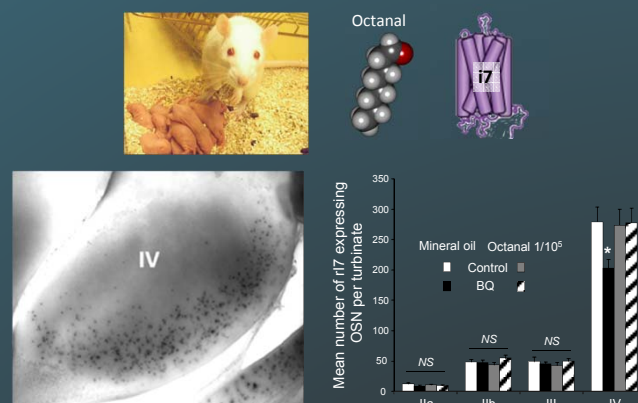 Octanal
i7
IV
350
300
250
200
150
100
50
0
Mean number of rI7 expressing
OSN per turbinate
Mineral oil Octanal 1/10⁵
Control
BQ
*
NS
NS
NS
IIa
IIb
III
IV